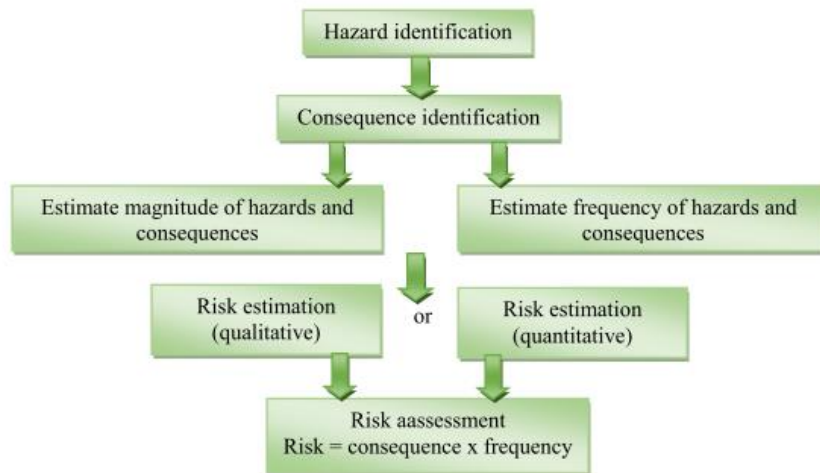 Hazard identification
Consequence identification
Estimate magnitude of hazards and
consequences
Estimate frequency of hazards and
consequences
Risk estimation
(qualitative)
or
Risk estimation
(quantitative)
Risk aassessment
Risk = consequence x frequency